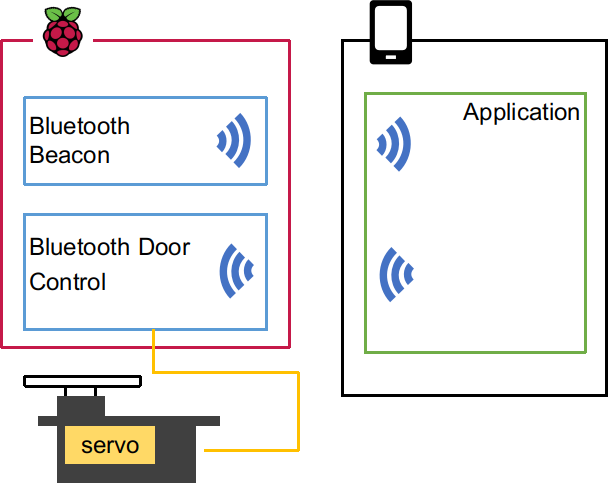 Bluetooth
Beacon
Bluetooth Door
Control
Application
servo